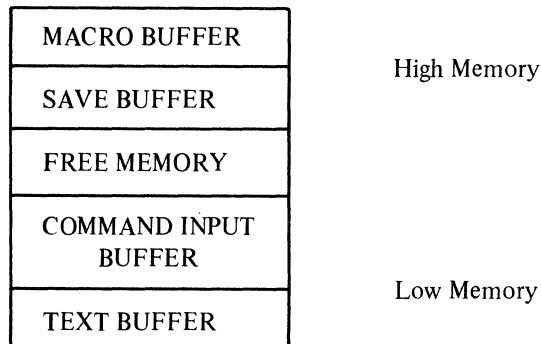 MACRO BUFFER
High Memory
SAVE BUFFER
FREE MEMORY
COMMAND INPUT
BUFFER
Low Memory
TEXT BUFFER